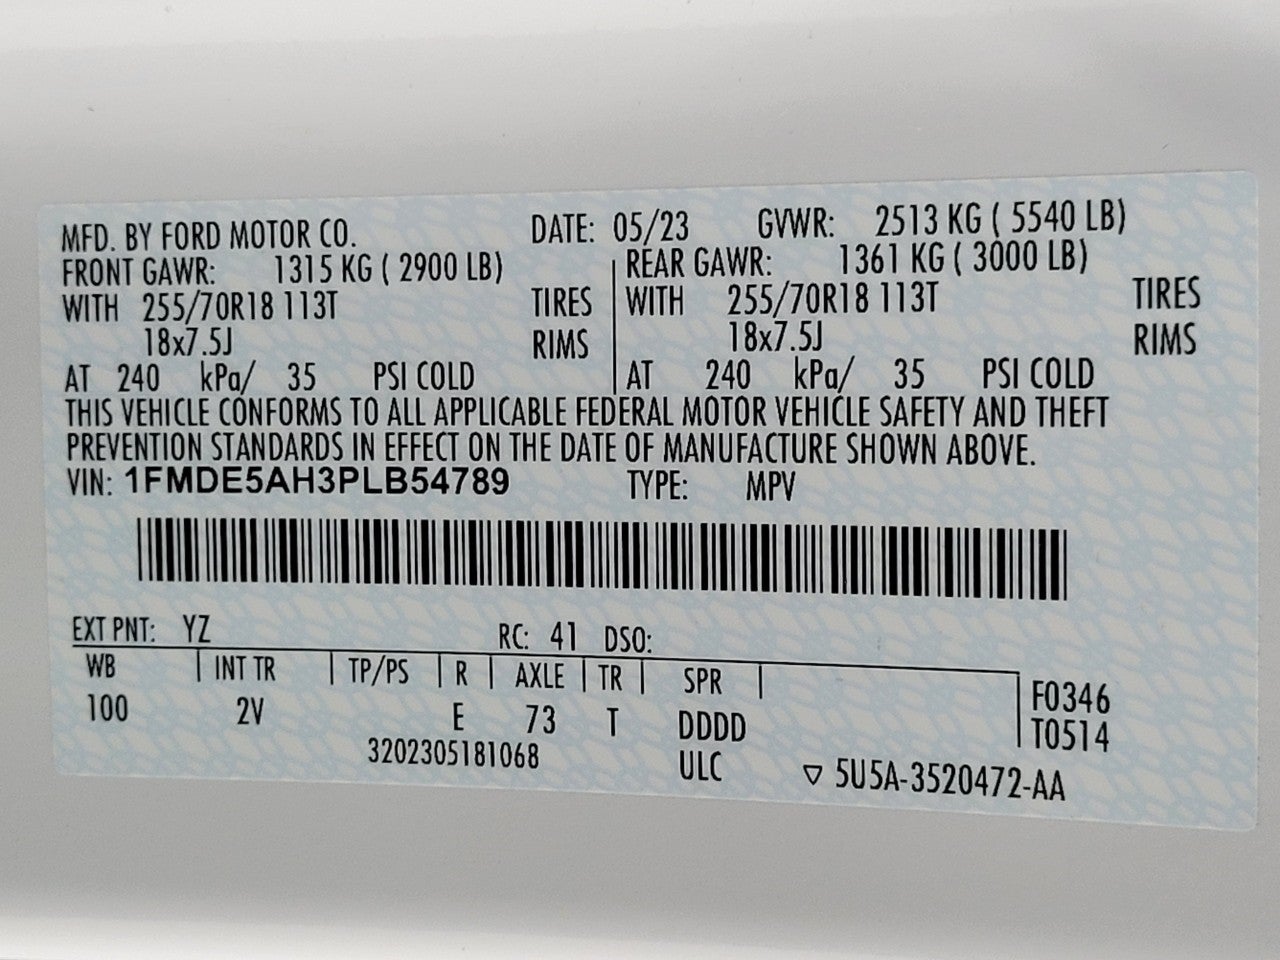 MFD. BY FORD MOTOR CO. DATE: 05/23 GVWR: 2513 KG ( 5540 LB)
FRONT GAWR: 1315 KG ( 2900 LB) REAR GAWR: 1361 KG ( 3000 LB)
WITH 255/70R18 113T TIRES WITH 255/70R18 113T TIRES
18x7.5J RIMS 18x7.5J RIMS
AT 240 kPa/ 35 PSI COLD AT 240 kPa/ 35 PSI COLD
THIS VEHICLE CONFORMS TO ALL APPLICABLE FEDERAL MOTOR VEHICLE SAFETY AND THEFT
PREVENTION STANDARDS IN EFFECT ON THE DATE OF MANUFACTURE SHOWN ABOVE.
VIN: 1FMDE5AH3PLB54789 TYPE: MPV
EXT PNT: YZ RC: 41 DSO:
WB INT TR TP/PS R AXLE TR SPR F0346
100 2V E 73 T DDDD T0514
3202305181068 ULC ▽ 5U5A-3520472-AA